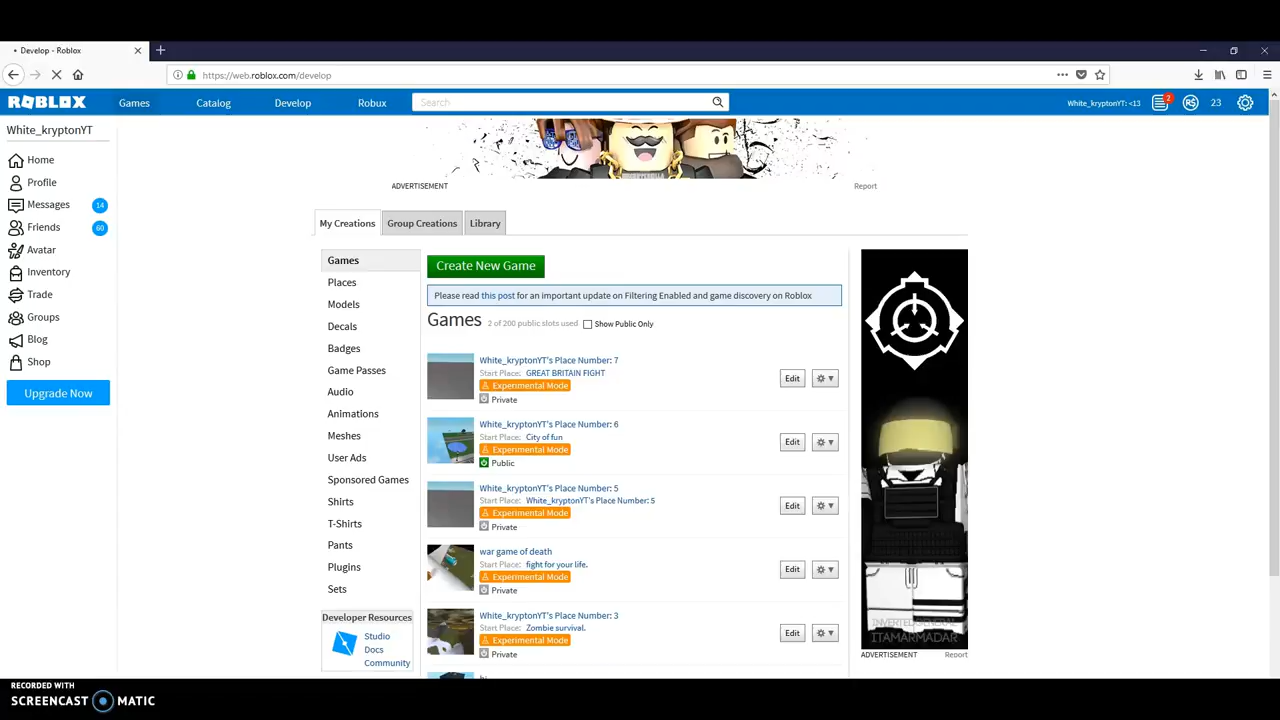 Develop - Roblox
https://web.roblox.com/develop
ROBLOX
Games
Catalog
Develop
Robux
Search
White_kryptonYT: <13
2
R$
23
White_kryptonYT
Home
Profile
Messages 14
Friends 60
Avatar
Inventory
Trade
Groups
Blog
Shop
Upgrade Now
ADVERTISEMENT
Report
My Creations
Group Creations
Library
Games
Places
Models
Decals
Badges
Game Passes
Audio
Animations
Meshes
User Ads
Sponsored Games
Shirts
T-Shirts
Pants
Plugins
Sets
Developer Resources
Studio
Docs
Community
Create New Game
Please read this post for an important update on Filtering Enabled and game discovery on Roblox
Games 2 of 200 public slots used Show Public Only
White_kryptonYT's Place Number: 7
Start Place: GREAT BRITAIN FIGHT
Experimental Mode
Private
Edit
White_kryptonYT's Place Number: 6
Start Place: City of fun
Experimental Mode
Public
Edit
White_kryptonYT's Place Number: 5
Start Place: White_kryptonYT's Place Number: 5
Experimental Mode
Private
Edit
war game of death
Start Place: fight for your life.
Experimental Mode
Private
Edit
White_kryptonYT's Place Number: 3
Start Place: Zombie survival.
Experimental Mode
Private
Edit
INVERTEDGENERAL
ITAMARMADAR
ADVERTISEMENT
Report
RECORDED WITH
SCREENCAST MATIC